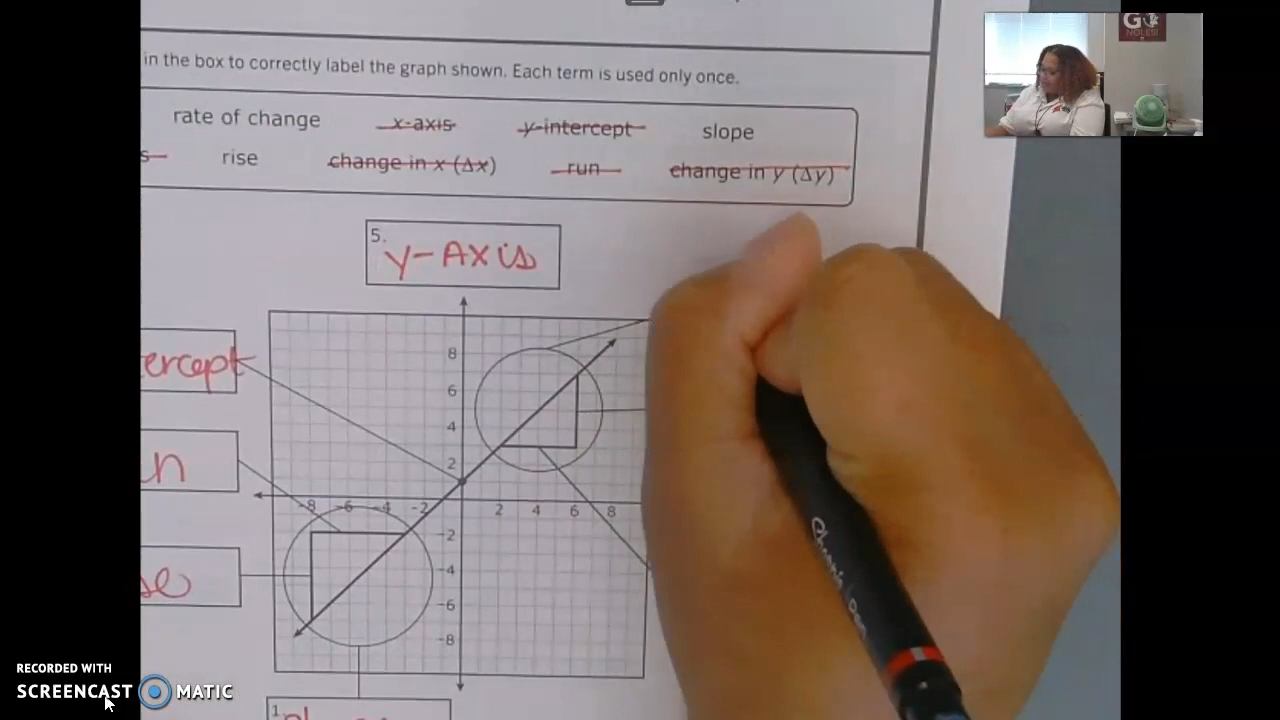 in the box to correctly label the graph shown. Each term is used only once.
rate of change x-axis y-intercept slope
rise change in x (Δx) run change in y (Δy)
5.
y-AXis
ercept
8
6
4
2
-8 -6 -4 -2 2 4 6 8
-2
-4
-6
-8
1.
GO
NOLES!
RECORDED WITH
SCREENCAST MATIC